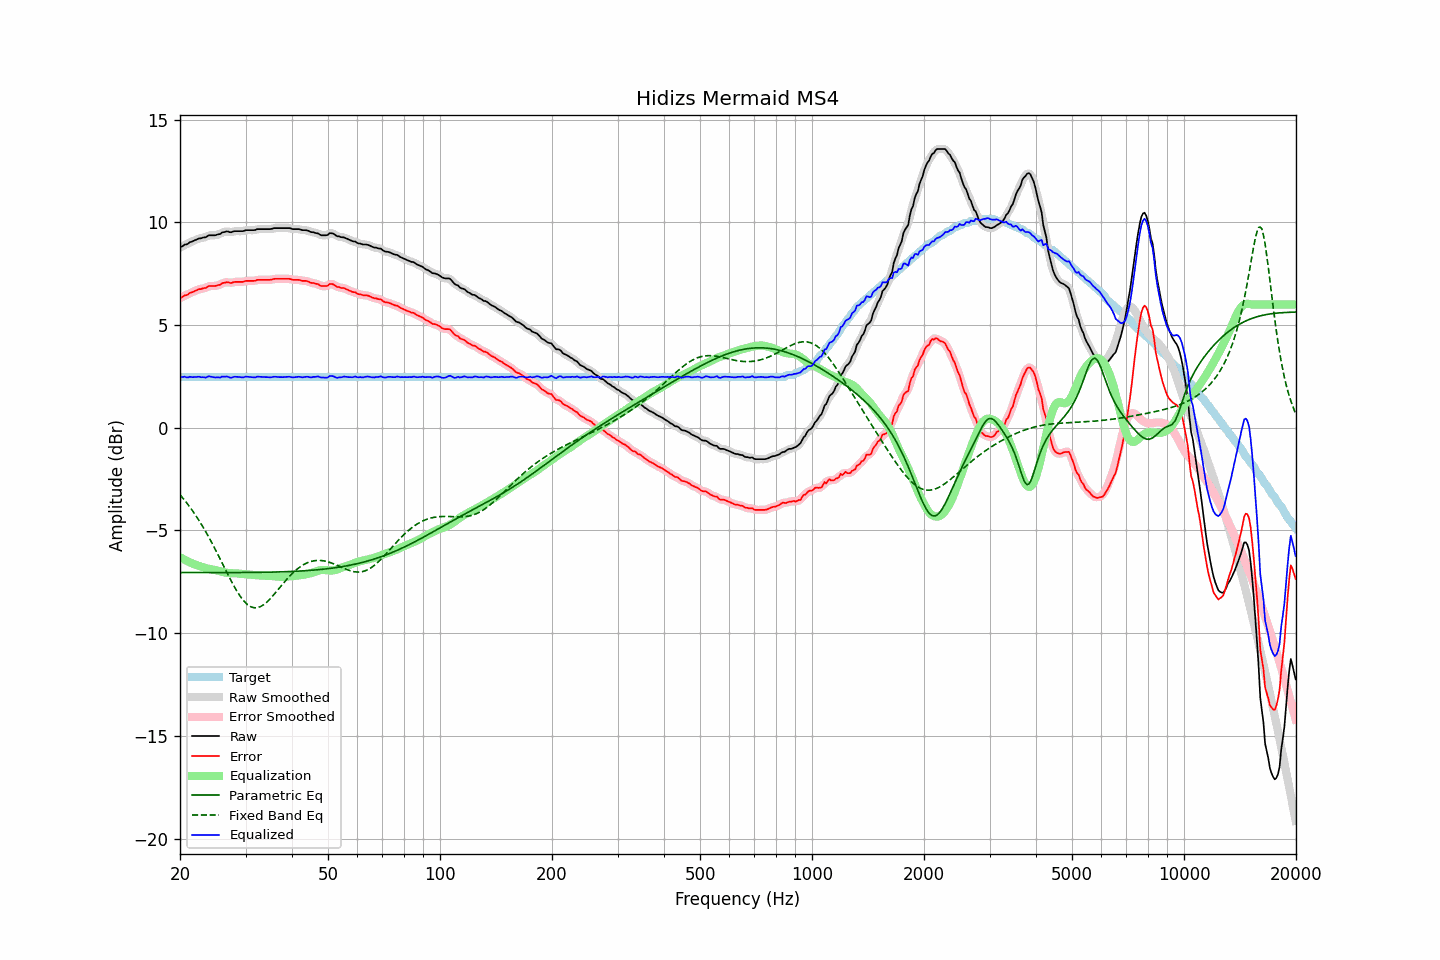 Hidizs Mermaid MS4
Amplitude (dBr)
15
10
5
0
−5
−10
−15
−20
Target
Raw Smoothed
Error Smoothed
Raw
Error
Equalization
Parametric Eq
Fixed Band Eq
Equalized
20 50 100 200 500 1000 2000 5000 10000 20000
Frequency (Hz)